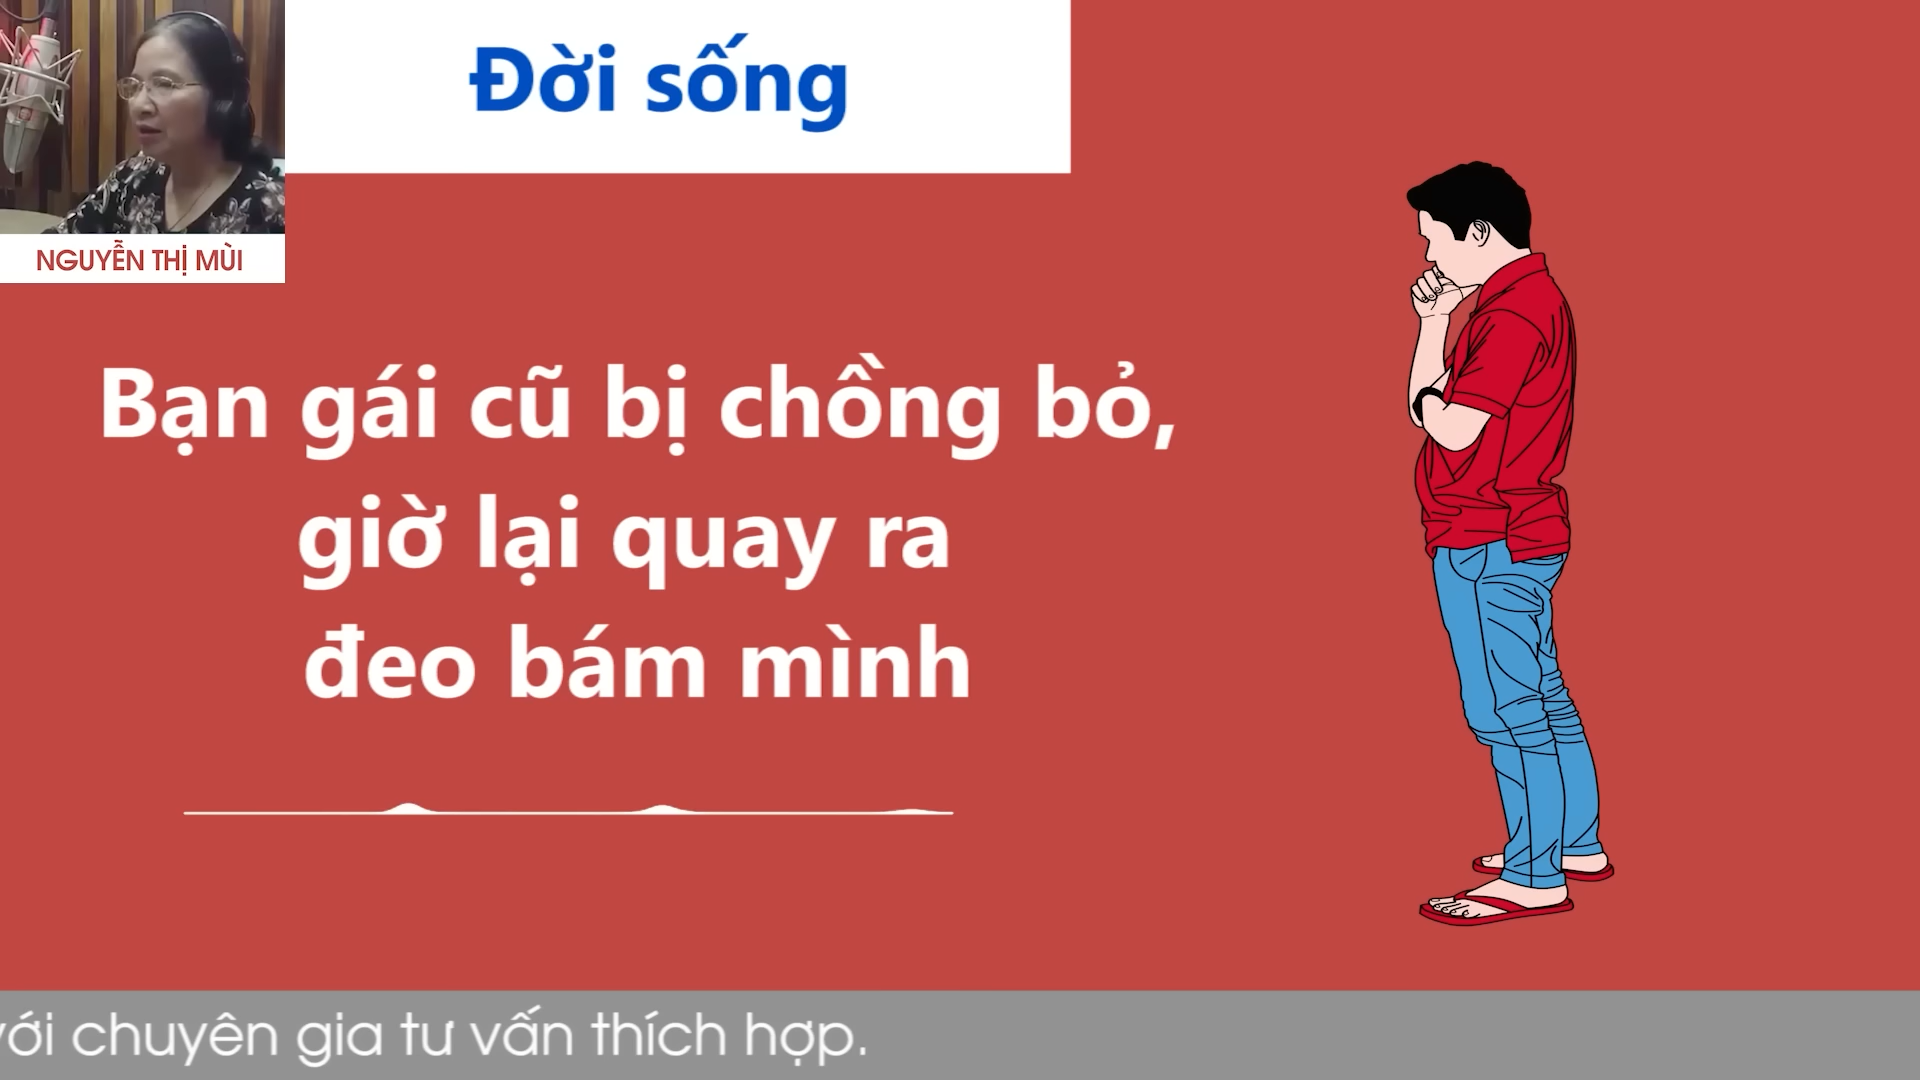 Đời sống
NGUYỄN THỊ MÙI
Bạn gái cũ bị chồng bỏ,
giờ lại quay ra
đeo bám mình
với chuyên gia tư vấn thích hợp.